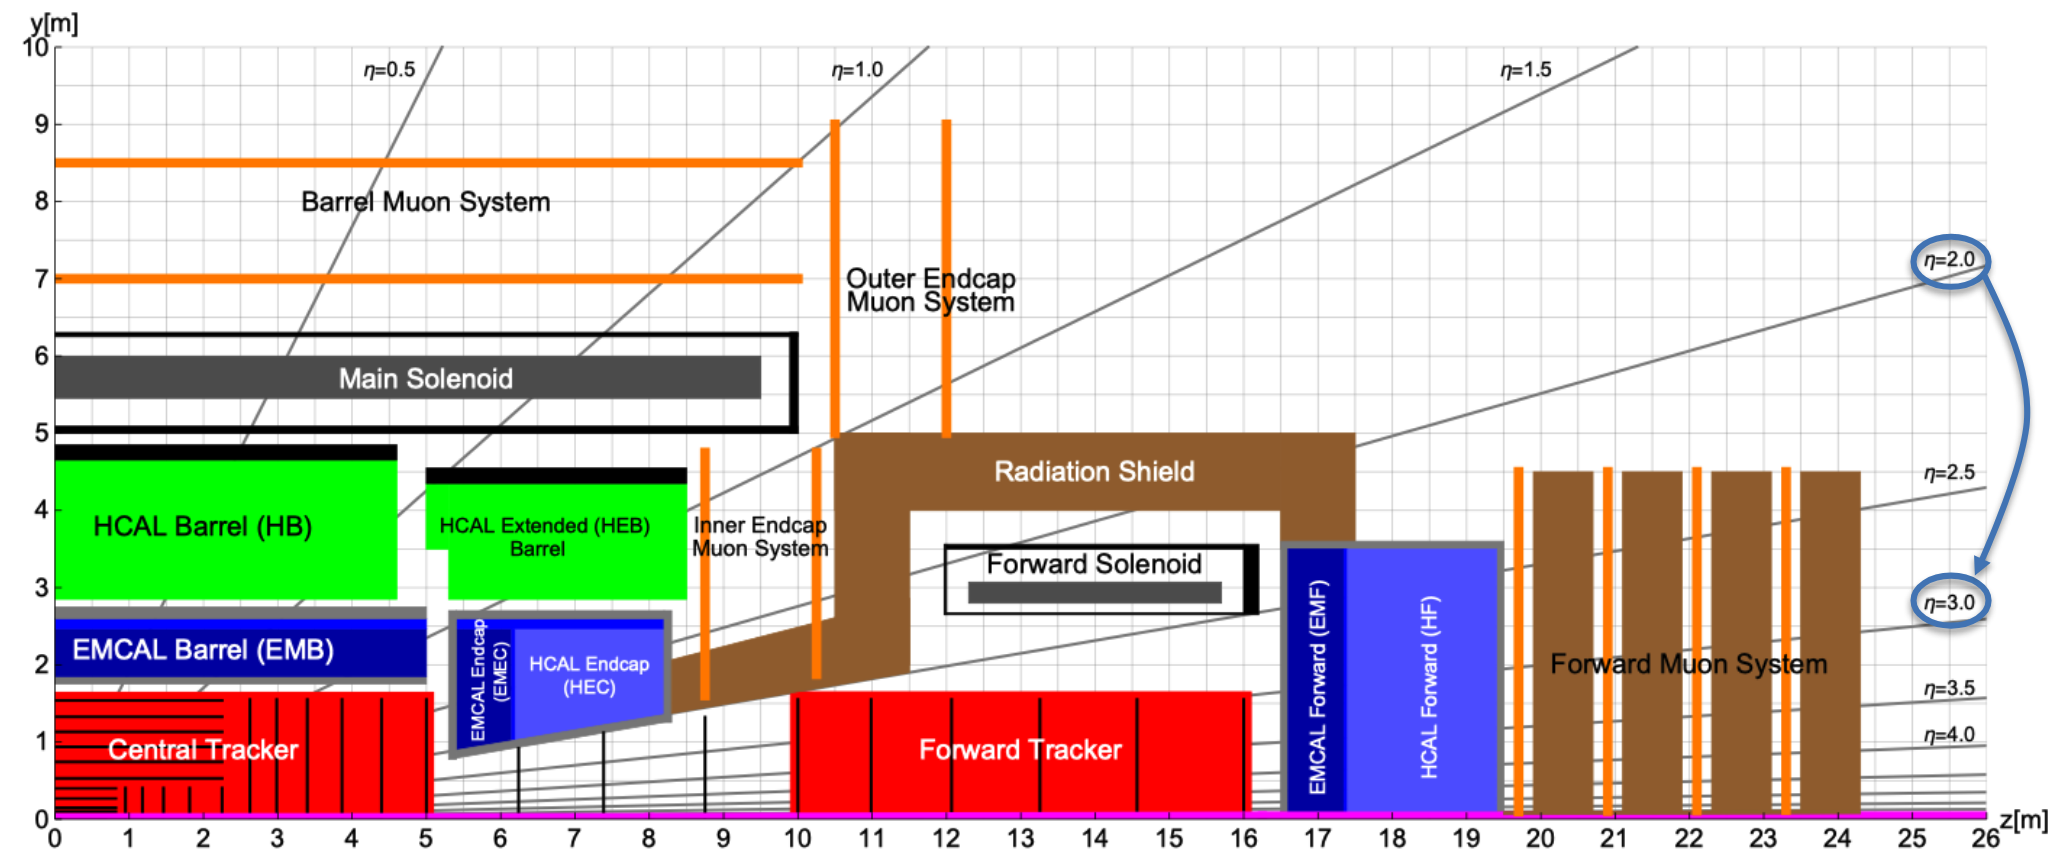 y[m]
10
η=0.5
η=1.0
η=1.5
9
8
Barrel Muon System
7
Outer Endcap
Muon System
η=2.0
6
Main Solenoid
5
Radiation Shield
η=2.5
4
HCAL Barrel (HB)
HCAL Extended (HEB)
Barrel
Inner Endcap
Muon System
Forward Solenoid
3
η=3.0
EMCAL Barrel (EMB)
EMCAL Endcap
(EMEC)
HCAL Endcap
(HEC)
EMCAL Forward (EMF)
HCAL Forward (HF)
Forward Muon System
2
η=3.5
1
Central Tracker
Forward Tracker
η=4.0
0
0 1 2 3 4 5 6 7 8 9 10 11 12 13 14 15 16 17 18 19 20 21 22 23 24 25 26
z[m]